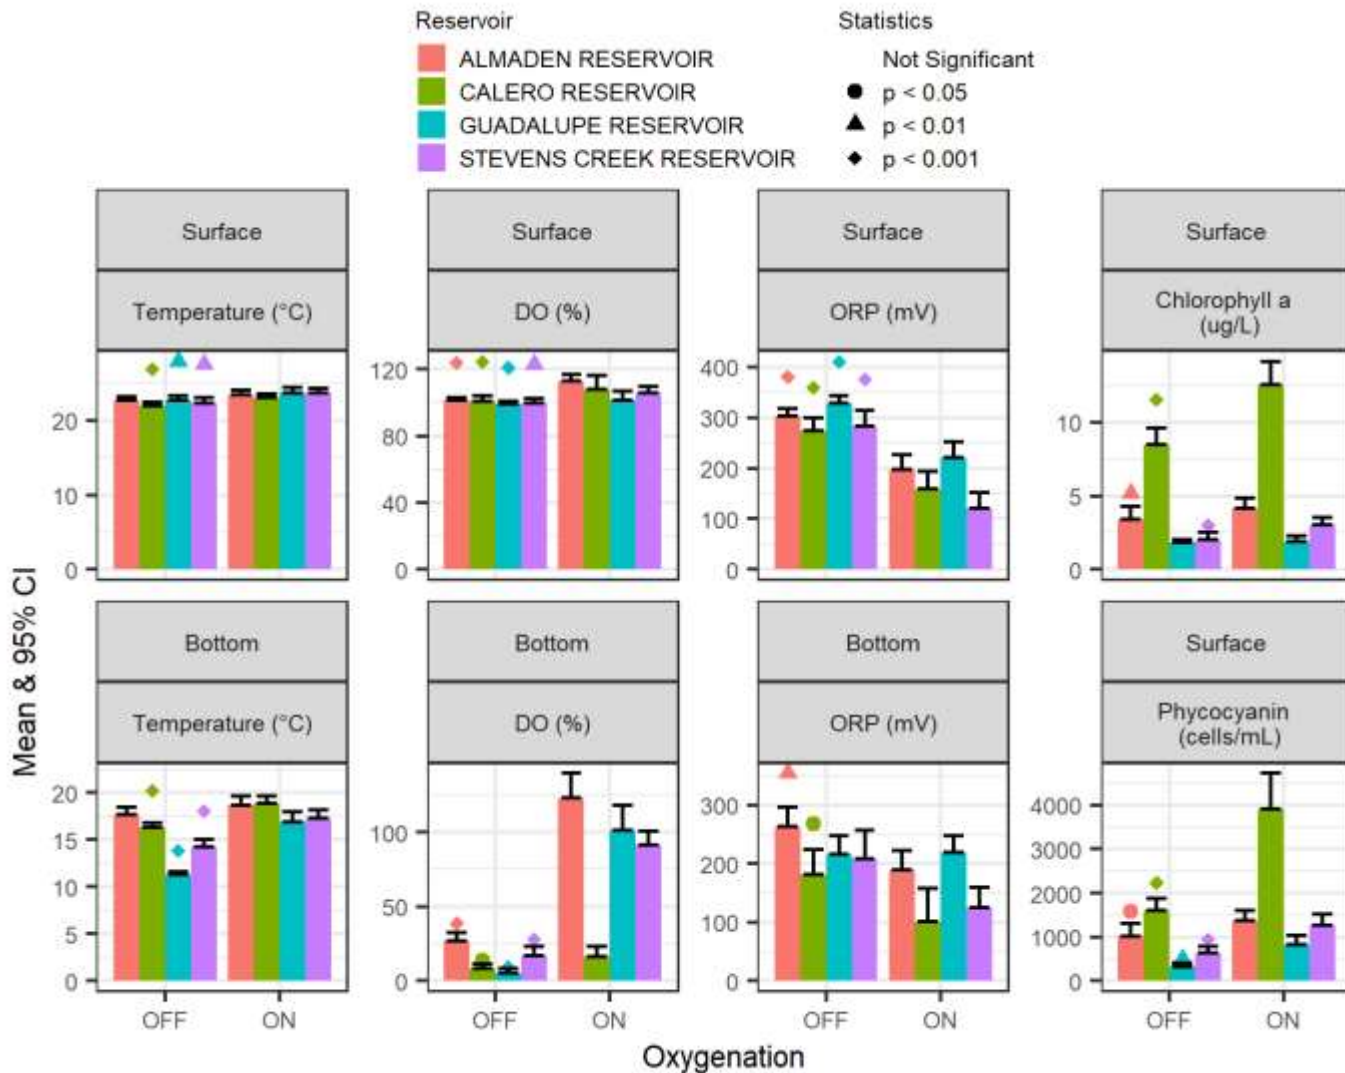 Reservoir
ALMADEN RESERVOIR
CALERO RESERVOIR
GUADALUPE RESERVOIR
STEVENS CREEK RESERVOIR
Statistics
Not Significant
p < 0.05
p < 0.01
p < 0.001
Mean & 95% CI
Surface
Temperature (°C)
20
10
0
Surface
DO (%)
120
80
40
0
Surface
ORP (mV)
400
300
200
100
0
Surface
Chlorophyll a
(ug/L)
10
5
0
Bottom
Temperature (°C)
20
15
10
5
0
OFF ON
Bottom
DO (%)
100
50
0
OFF ON
Bottom
ORP (mV)
300
200
100
0
OFF ON
Surface
Phycocyanin
(cells/mL)
4000
3000
2000
1000
0
OFF ON
Oxygenation